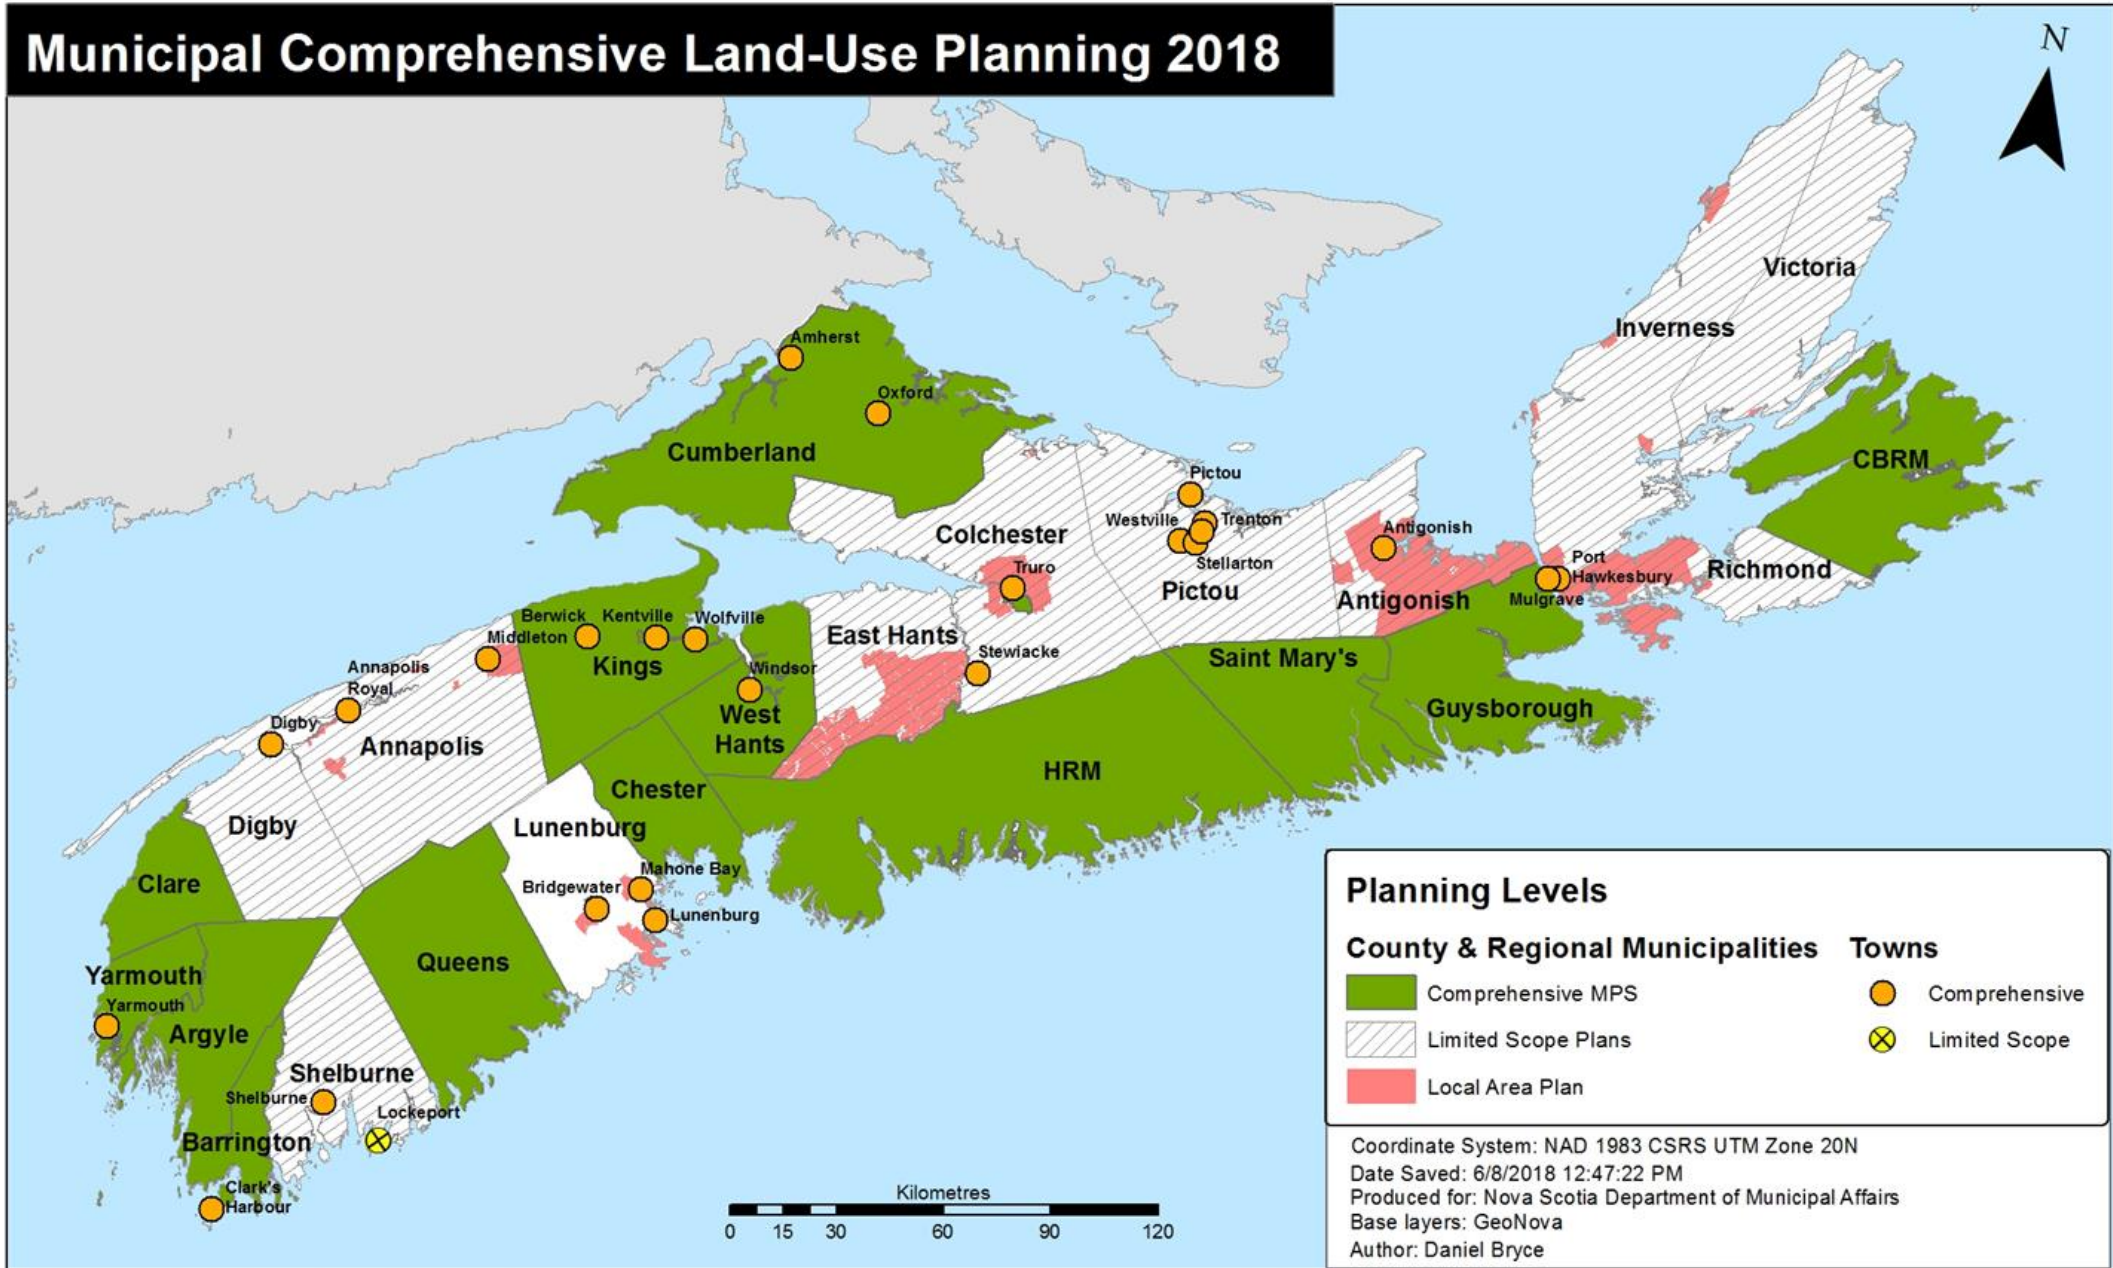 Municipal Comprehensive Land-Use Planning 2018
N
Victoria
Inverness
Amherst
Oxford
Cumberland
CBRM
Pictou
Westville
Trenton
Stellarton
Colchester
Antigonish
Truro
Port
Hawkesbury
Richmond
Pictou
Antigonish
Mulgrave
Berwick
Kentville
Wolfville
Middleton
Kings
East Hants
Stewiacke
Saint Mary's
Annapolis
Royal
Windsor
Guysborough
Digby
Annapolis
West
Hants
HRM
Chester
Digby
Lunenburg
Clare
Mahone Bay
Bridgewater
Lunenburg
Queens
Yarmouth
Yarmouth
Argyle
Shelburne
Shelburne
Lockeport
Barrington
Clark's
Harbour
Kilometres
0 15 30 60 90 120
Planning Levels
County & Regional Municipalities
Comprehensive MPS
Limited Scope Plans
Local Area Plan
Towns
Comprehensive
Limited Scope
Coordinate System: NAD 1983 CSRS UTM Zone 20N
Date Saved: 6/8/2018 12:47:22 PM
Produced for: Nova Scotia Department of Municipal Affairs
Base layers: GeoNova
Author: Daniel Bryce